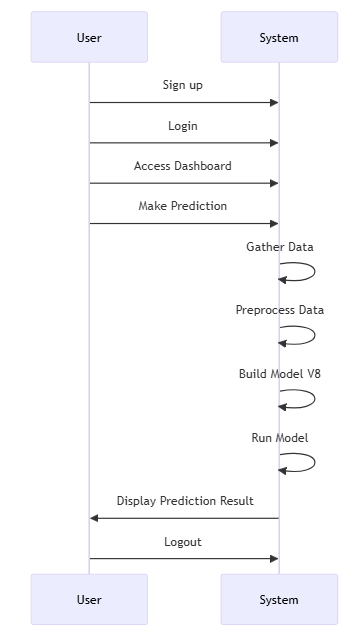 User
System
Sign up
Login
Access Dashboard
Make Prediction
Gather Data
Preprocess Data
Build Model V8
Run Model
Display Prediction Result
Logout
User
System